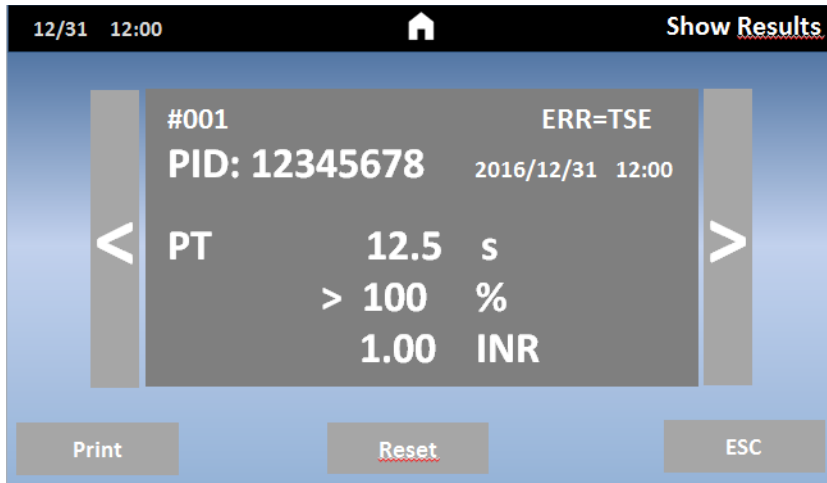 12/31 12:00 Show Results
#001 ERR=TSE
PID: 12345678 2016/12/31 12:00
< >
PT 12.5 s
> 100 %
1.00 INR
Print Reset ESC